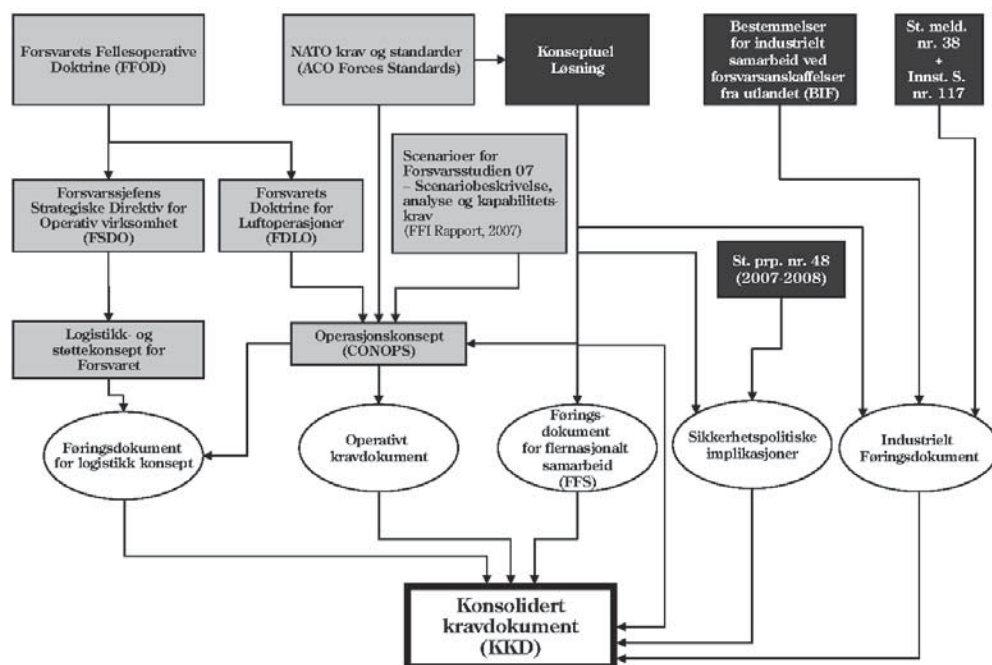 Forsvarets Fellesoperative
Doktrine (FFOD)
NATO krav og standarder
(ACO Forces Standards)
Konseptuel
Løsning
Bestemmelser
for industrielt
samarbeid ved
forsvarsanskaffelser
fra utlandet (BIF)
St. meld.
nr. 38
+
Innst. S.
nr. 117
Forsvarssjefens
Strategiske Direktiv for
Operativ virksomhet
(FSDO)
Forsvarets
Doktrine for
Luftoperasjoner
(FDLO)
Scenarioer for
Forsvarsstudien 07
– Scenariobeskrivelse,
analyse og kapabilitets-
krav
(FFI Rapport, 2007)
St. prp. nr. 48
(2007-2008)
Logistikk- og
støttekonsept for
Forsvaret
Operasjonskonsept
(CONOPS)
Føringsdokument
for logistikk konsept
Operativt
kravdokument
Førings-
dokument
for flernasjonalt
samarbeid
(FFS)
Sikkerhetspolitiske
implikasjoner
Industrielt
Føringsdokument
Konsolidert
kravdokument
(KKD)